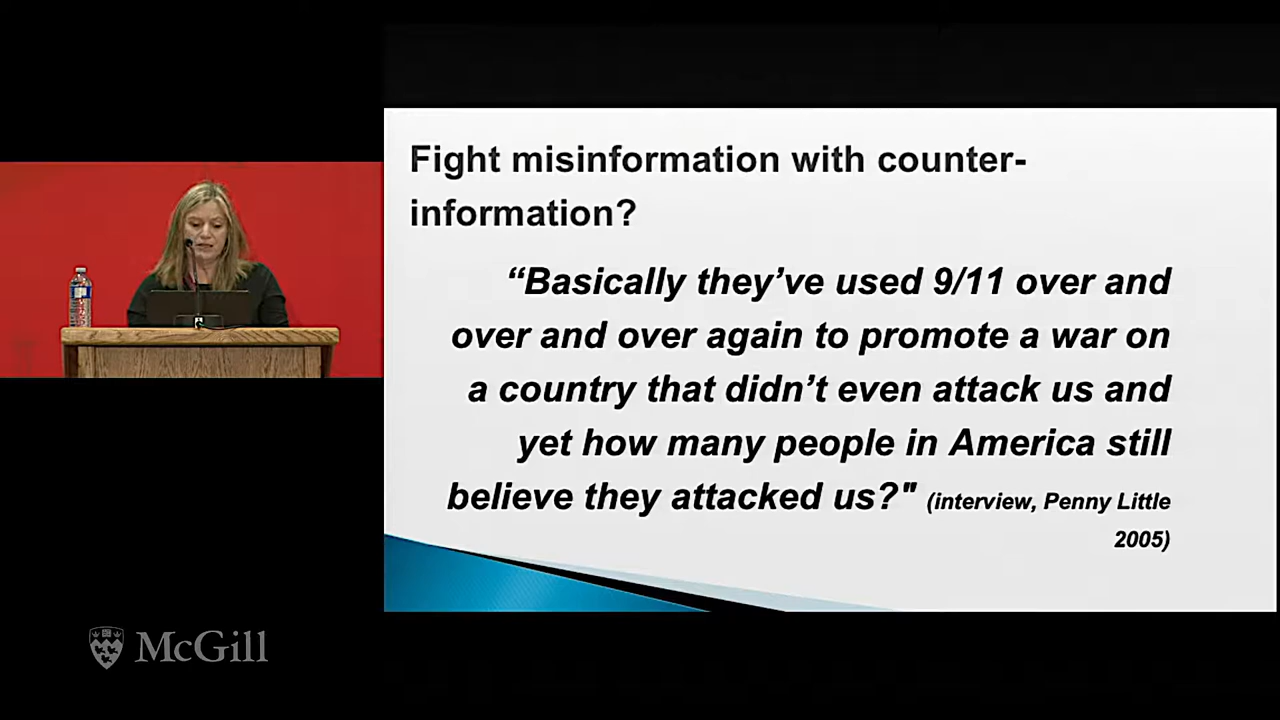 Fight misinformation with counter-
information?
“Basically they’ve used 9/11 over and
over and over again to promote a war on
a country that didn’t even attack us and
yet how many people in America still
believe they attacked us?" (interview, Penny Little
2005)
McGill